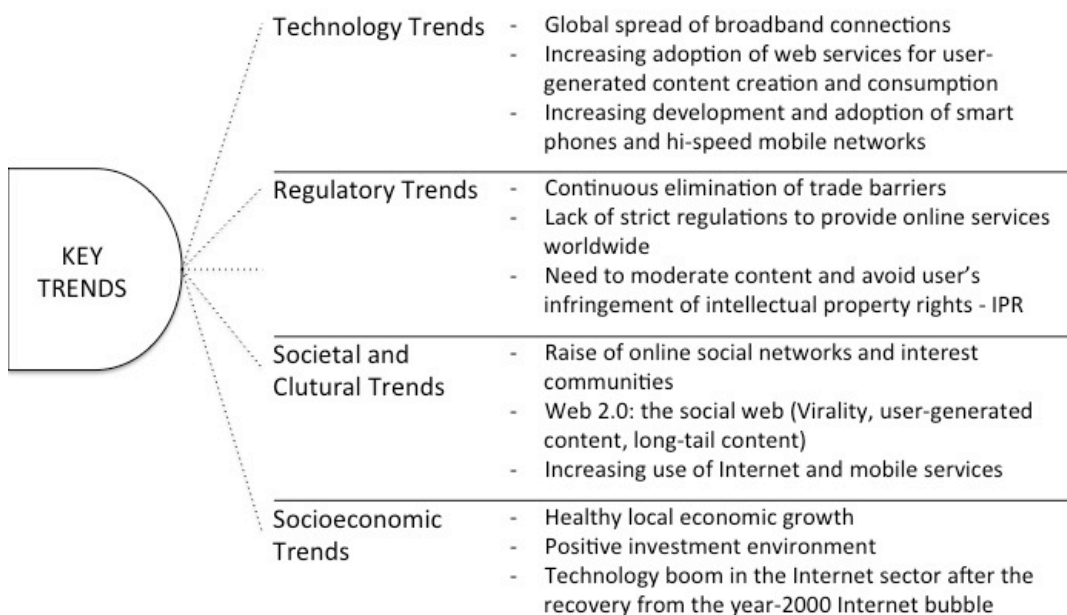 KEY
TRENDS
Technology Trends
- Global spread of broadband connections
- Increasing adoption of web services for user-
generated content creation and consumption
- Increasing development and adoption of smart
phones and hi-speed mobile networks
Regulatory Trends
- Continuous elimination of trade barriers
- Lack of strict regulations to provide online services
worldwide
- Need to moderate content and avoid user's
infringement of intellectual property rights - IPR
Societal and
Clutural Trends
- Raise of online social networks and interest
communities
- Web 2.0: the social web (Virality, user-generated
content, long-tail content)
- Increasing use of Internet and mobile services
Socioeconomic
Trends
- Healthy local economic growth
- Positive investment environment
- Technology boom in the Internet sector after the
recovery from the year-2000 Internet bubble